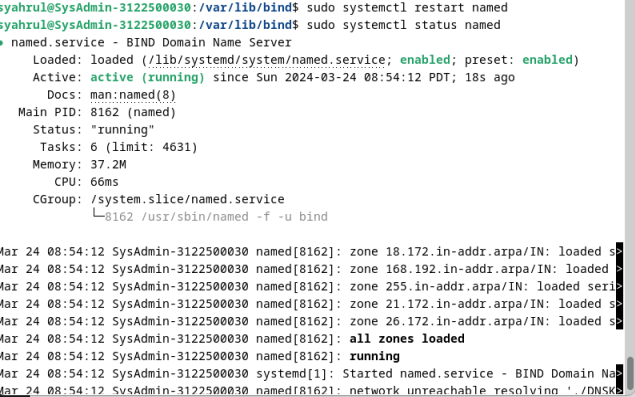 syahrul@SysAdmin-3122500030:/var/lib/bind$ sudo systemctl restart named
syahrul@SysAdmin-3122500030:/var/lib/bind$ sudo systemctl status named
● named.service - BIND Domain Name Server
Loaded: loaded (/lib/systemd/system/named.service; enabled; preset: enabled)
Active: active (running) since Sun 2024-03-24 08:54:12 PDT; 18s ago
Docs: man:named(8)
Main PID: 8162 (named)
Status: "running"
Tasks: 6 (limit: 4631)
Memory: 37.2M
CPU: 66ms
CGroup: /system.slice/named.service
└─8162 /usr/sbin/named -f -u bind
Mar 24 08:54:12 SysAdmin-3122500030 named[8162]: zone 18.172.in-addr.arpa/IN: loaded s>
Mar 24 08:54:12 SysAdmin-3122500030 named[8162]: zone 168.192.in-addr.arpa/IN: loaded >
Mar 24 08:54:12 SysAdmin-3122500030 named[8162]: zone 255.in-addr.arpa/IN: loaded seri>
Mar 24 08:54:12 SysAdmin-3122500030 named[8162]: zone 21.172.in-addr.arpa/IN: loaded s>
Mar 24 08:54:12 SysAdmin-3122500030 named[8162]: zone 26.172.in-addr.arpa/IN: loaded s>
Mar 24 08:54:12 SysAdmin-3122500030 named[8162]: all zones loaded
Mar 24 08:54:12 SysAdmin-3122500030 named[8162]: running
Mar 24 08:54:12 SysAdmin-3122500030 systemd[1]: Started named.service - BIND Domain Na>
Mar 24 08:54:12 SysAdmin-3122500030 named[8162]: network unreachable resolving './DNSK>